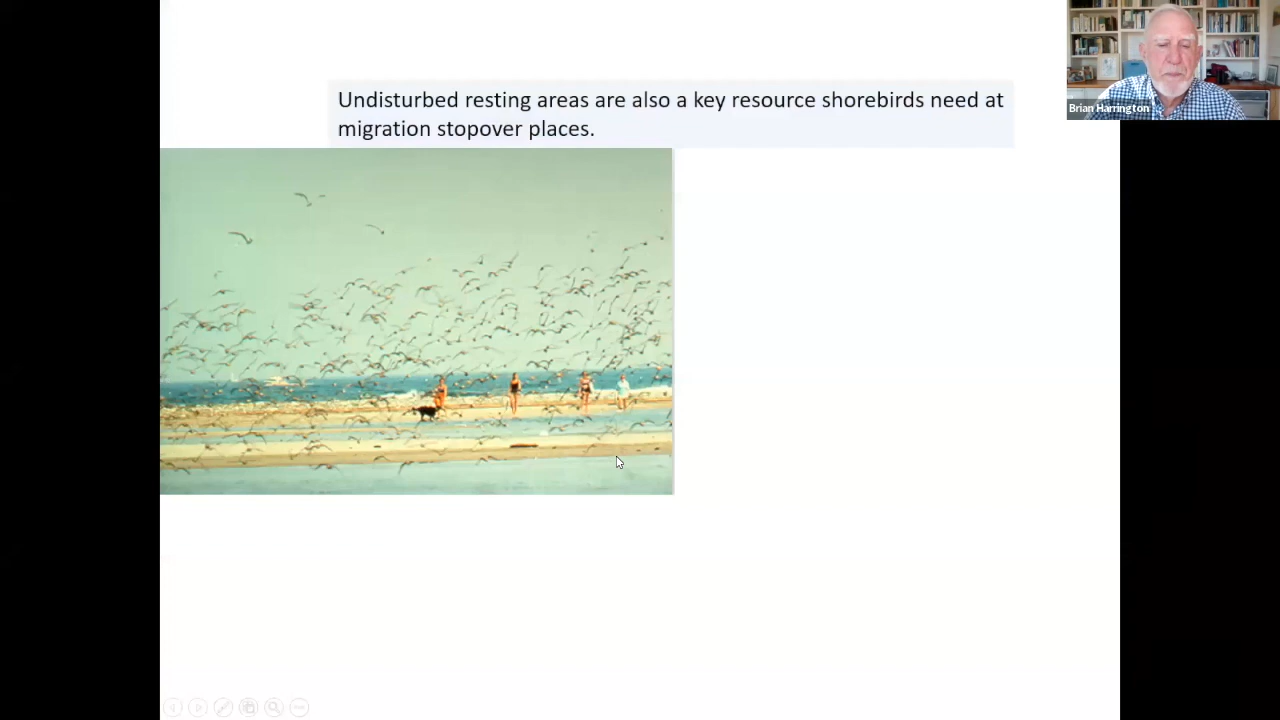 Undisturbed resting areas are also a key resource shorebirds need at
migration stopover places.
Brian Harrington